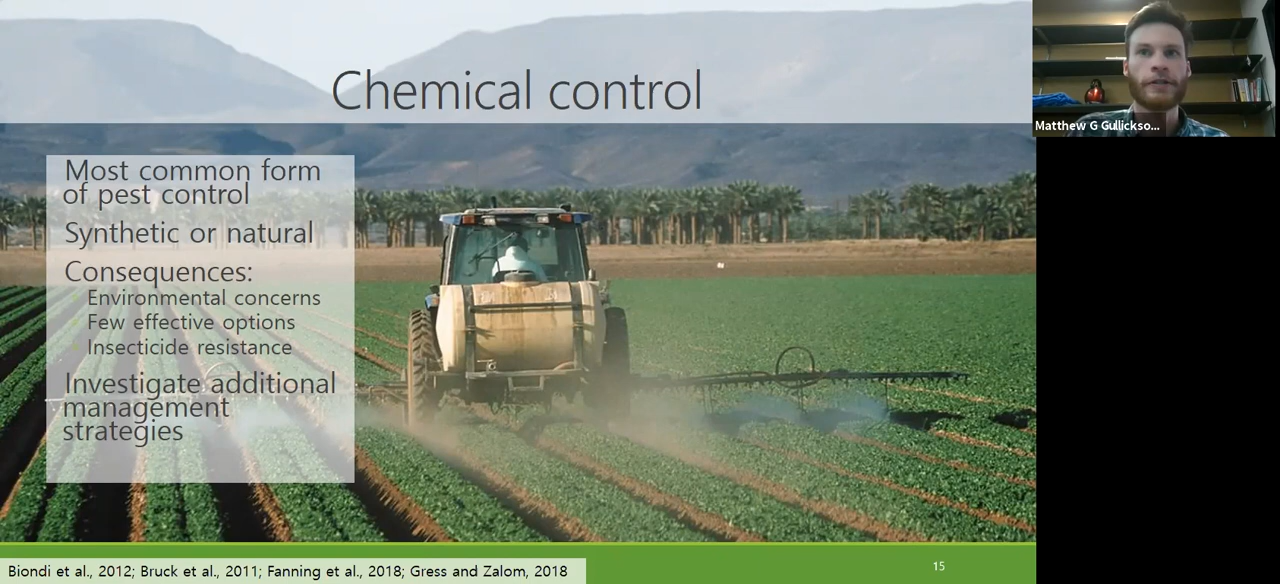 Chemical control
Matthew G Gullickso...
Most common form
of pest control
Synthetic or natural
Consequences:
Environmental concerns
Few effective options
Insecticide resistance
Investigate additional
management
strategies
Biondi et al., 2012; Bruck et al., 2011; Fanning et al., 2018; Gress and Zalom, 2018
15